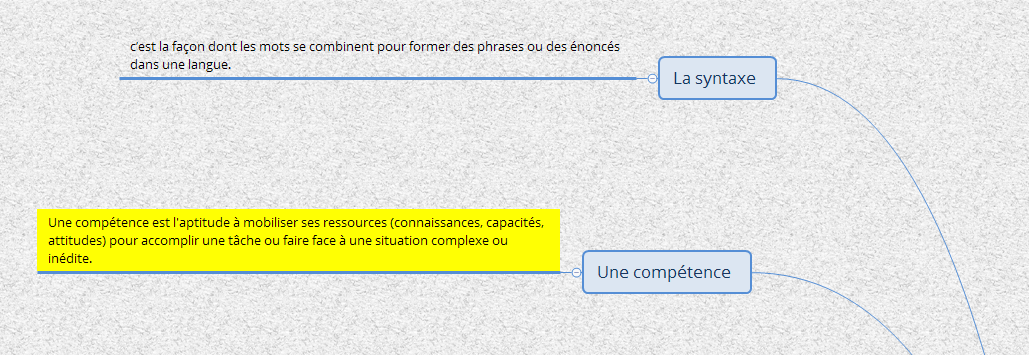 c'est la façon dont les mots se combinent pour former des phrases ou des énoncés
dans une langue.
La syntaxe
Une compétence est l'aptitude à mobiliser ses ressources (connaissances, capacités,
attitudes) pour accomplir une tâche ou faire face à une situation complexe ou
inédite.
Une compétence